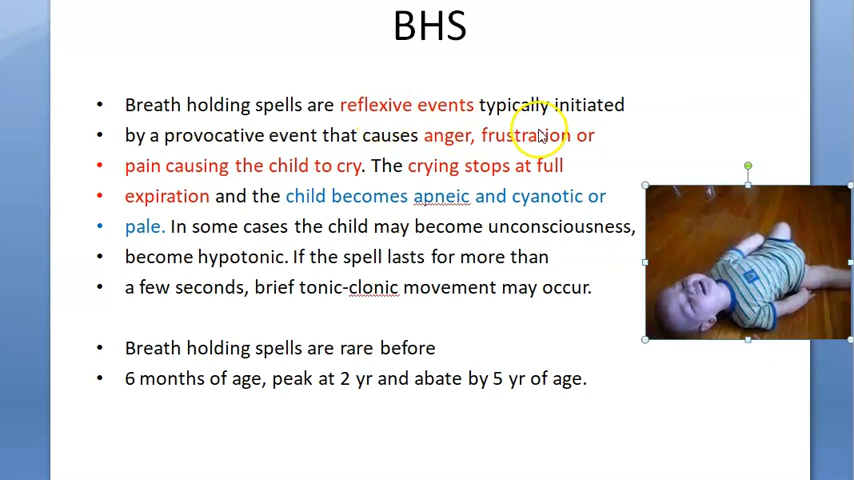 BHS
• Breath holding spells are reflexive events typically initiated
• by a provocative event that causes anger, frustration or
• pain causing the child to cry. The crying stops at full
• expiration and the child becomes apneic and cyanotic or
• pale. In some cases the child may become unconsciousness,
• become hypotonic. If the spell lasts for more than
• a few seconds, brief tonic-clonic movement may occur.
• Breath holding spells are rare before
• 6 months of age, peak at 2 yr and abate by 5 yr of age.